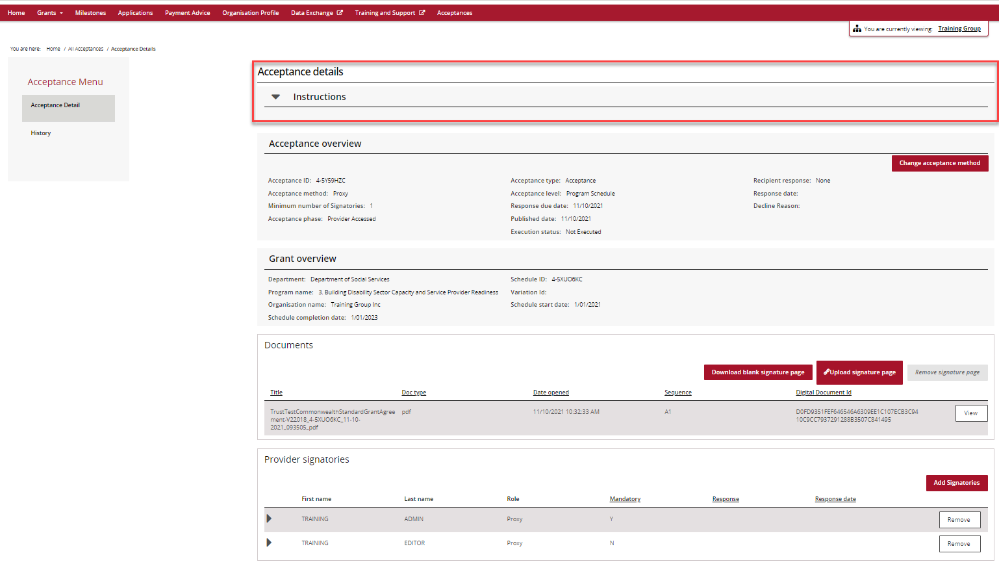 Home Grants Milestones Applications Payment Advice Organisation Profile Data Exchange Training and Support Acceptances
You are currently viewing: Training Group
You are here: Home / All Acceptances / Acceptance Details
Acceptance Menu
Acceptance Detail
History
Acceptance details
Instructions
Acceptance overview
Change acceptance method
Acceptance ID: 4-5Y59HZC Acceptance type: Acceptance Recipient response: None
Acceptance method: Proxy Acceptance level: Program Schedule Response date:
Minimum number of Signatories: 1 Response due date: 11/10/2021 Decline Reason:
Acceptance phase: Provider Accessed Published date: 11/10/2021
Execution status: Not Executed
Grant overview
Department: Department of Social Services Schedule ID: 4-5XUO6KC
Program name: 3. Building Disability Sector Capacity and Service Provider Readiness Variation Id:
Organisation name: Training Group Inc Schedule start date: 1/01/2021
Schedule completion date: 1/01/2023
Documents
Download blank signature page Upload signature page Remove signature page
Title Doc type Date opened Sequence Digital Document Id
TrustTestCommonwealthStandardGrantAgree pdf 11/10/2021 10:32:33 AM A1 D0FD9351FEF646546A6309EE1C107ECB3C94 View
ment-V22018_4-5XUO6KC_11-10- 10C9CC7937291288B3507C841495
2021_093505_pdf
Provider signatories
Add Signatories
First name Last name Role Mandatory Response Response date
TRAINING ADMIN Proxy Y Remove
TRAINING EDITOR Proxy N Remove